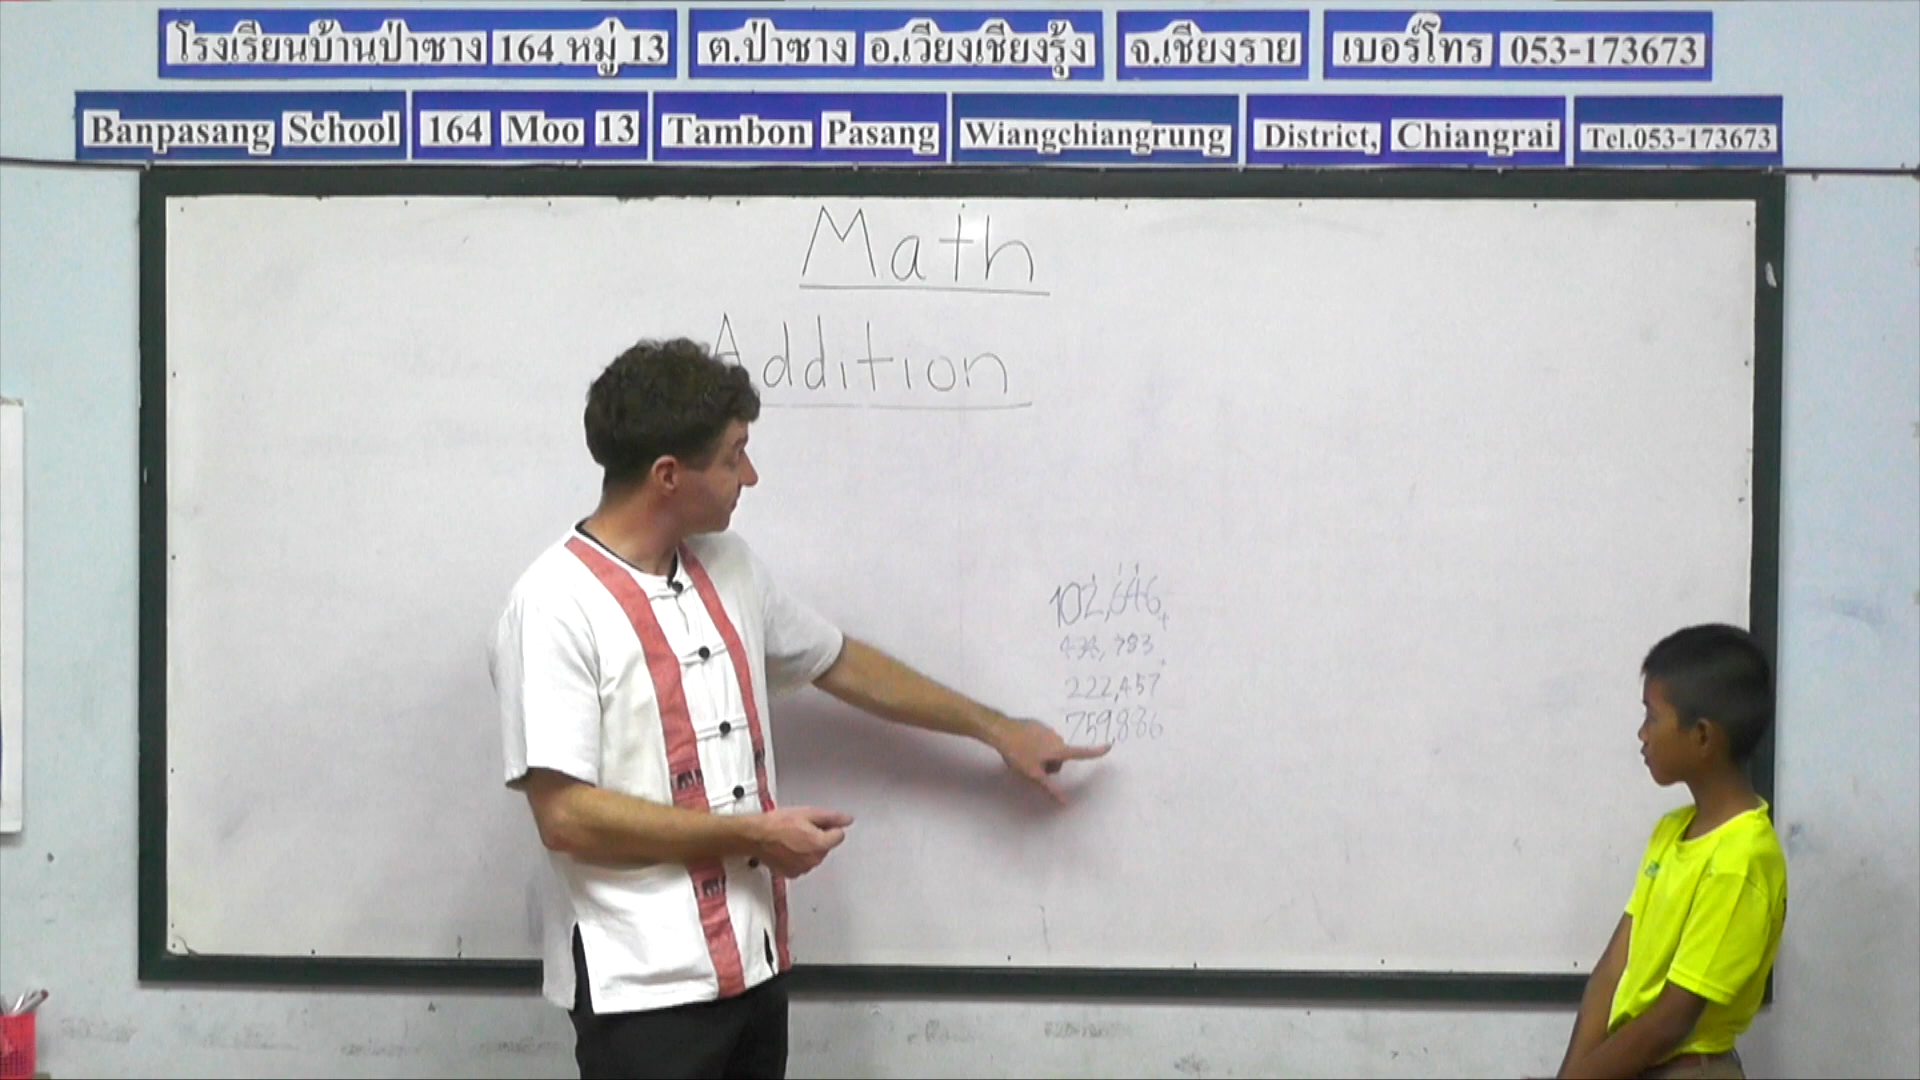 โรงเรียนบ้านป่าซาง 164 หมู่ 13 ต.ป่าซาง อ.เวียงเชียงรุ้ง จ.เชียงราย เบอร์โทร 053-173673
Banpasang School 164 Moo 13 Tambon Pasang Wiangchiangrung District, Chiangrai Tel.053-173673
Math
Addition
102,646 +
434,783
222,457
759,886